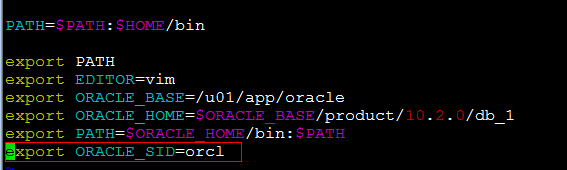 PATH=$PATH:$HOME/bin
export PATH
export EDITOR=vim
export ORACLE_BASE=/u01/app/oracle
export ORACLE_HOME=$ORACLE_BASE/product/10.2.0/db_1
export PATH=$ORACLE_HOME/bin:$PATH
export ORACLE_SID=orcl